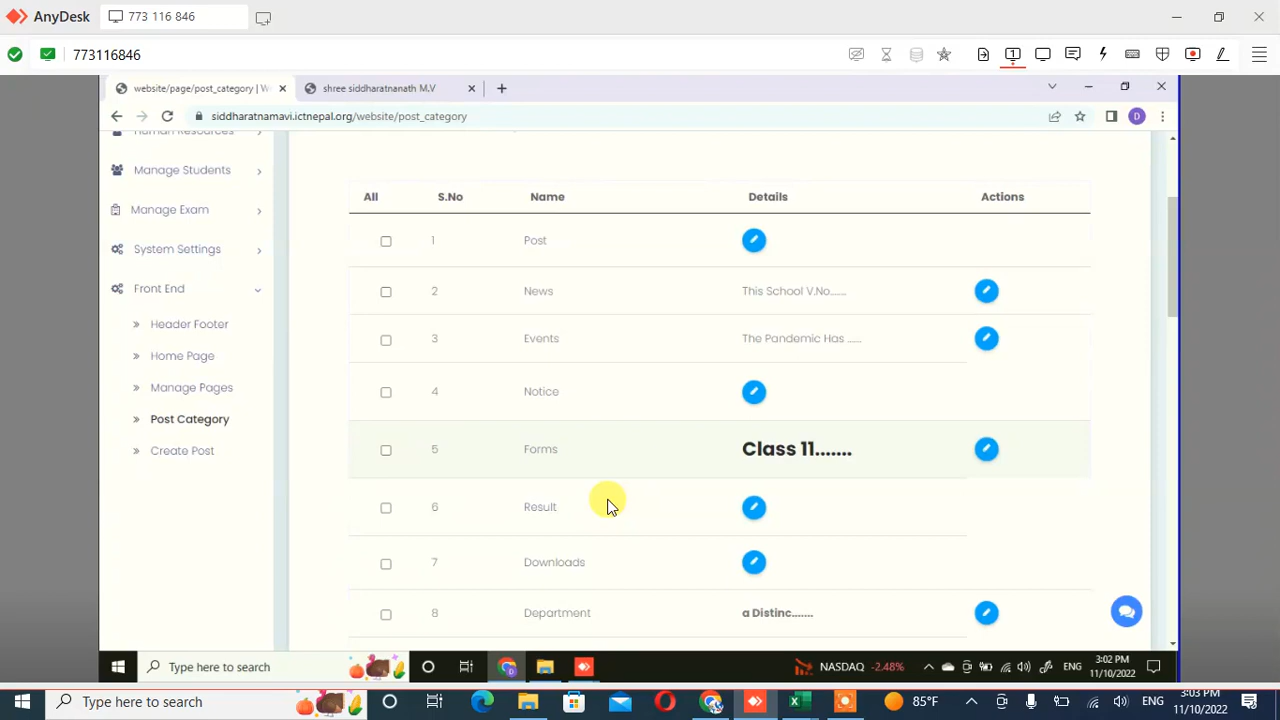 AnyDesk
773 116 846
773116846
website/page/post_category | W
shree siddharatnanath M.V
siddharatnamavi.ictnepal.org/website/post_category
Human Resources
Manage Students
Manage Exam
System Settings
Front End
Header Footer
Home Page
Manage Pages
Post Category
Create Post
All S.No Name Details Actions
1 Post
2 News This School V.No.......
3 Events The Pandemic Has .......
4 Notice
5 Forms Class 11.......
6 Result
7 Downloads
8 Department a Distinc.......
Type here to search
NASDAQ -2.48%
ENG
3:02 PM
11/10/2022
Type here to search
85°F
ENG
3:03 PM
11/10/2022